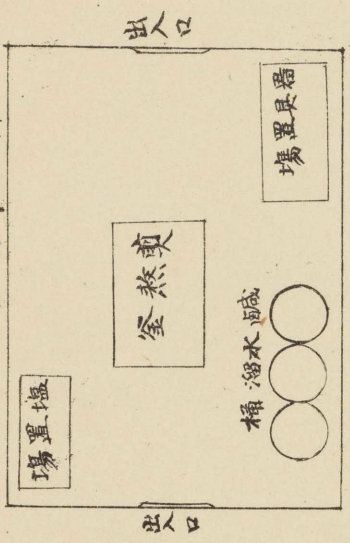 出入口
器具置場
煎熬釜
鹹水溜桶
塩置場
出入口